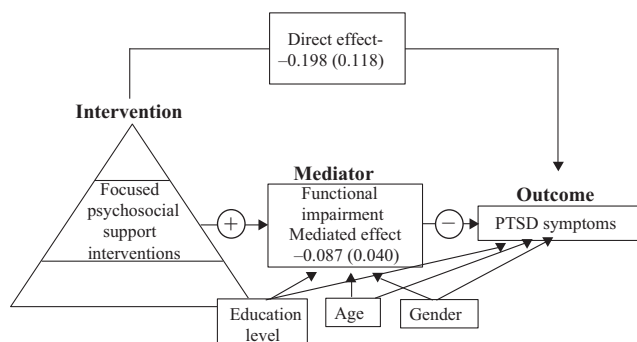 Direct effect-
–0.198 (0.118)
Intervention
Focused
psychosocial
support
interventions
+
Mediator
Functional
impairment
Mediated effect
–0.087 (0.040)
−
Outcome
PTSD symptoms
Education
level
Age
Gender